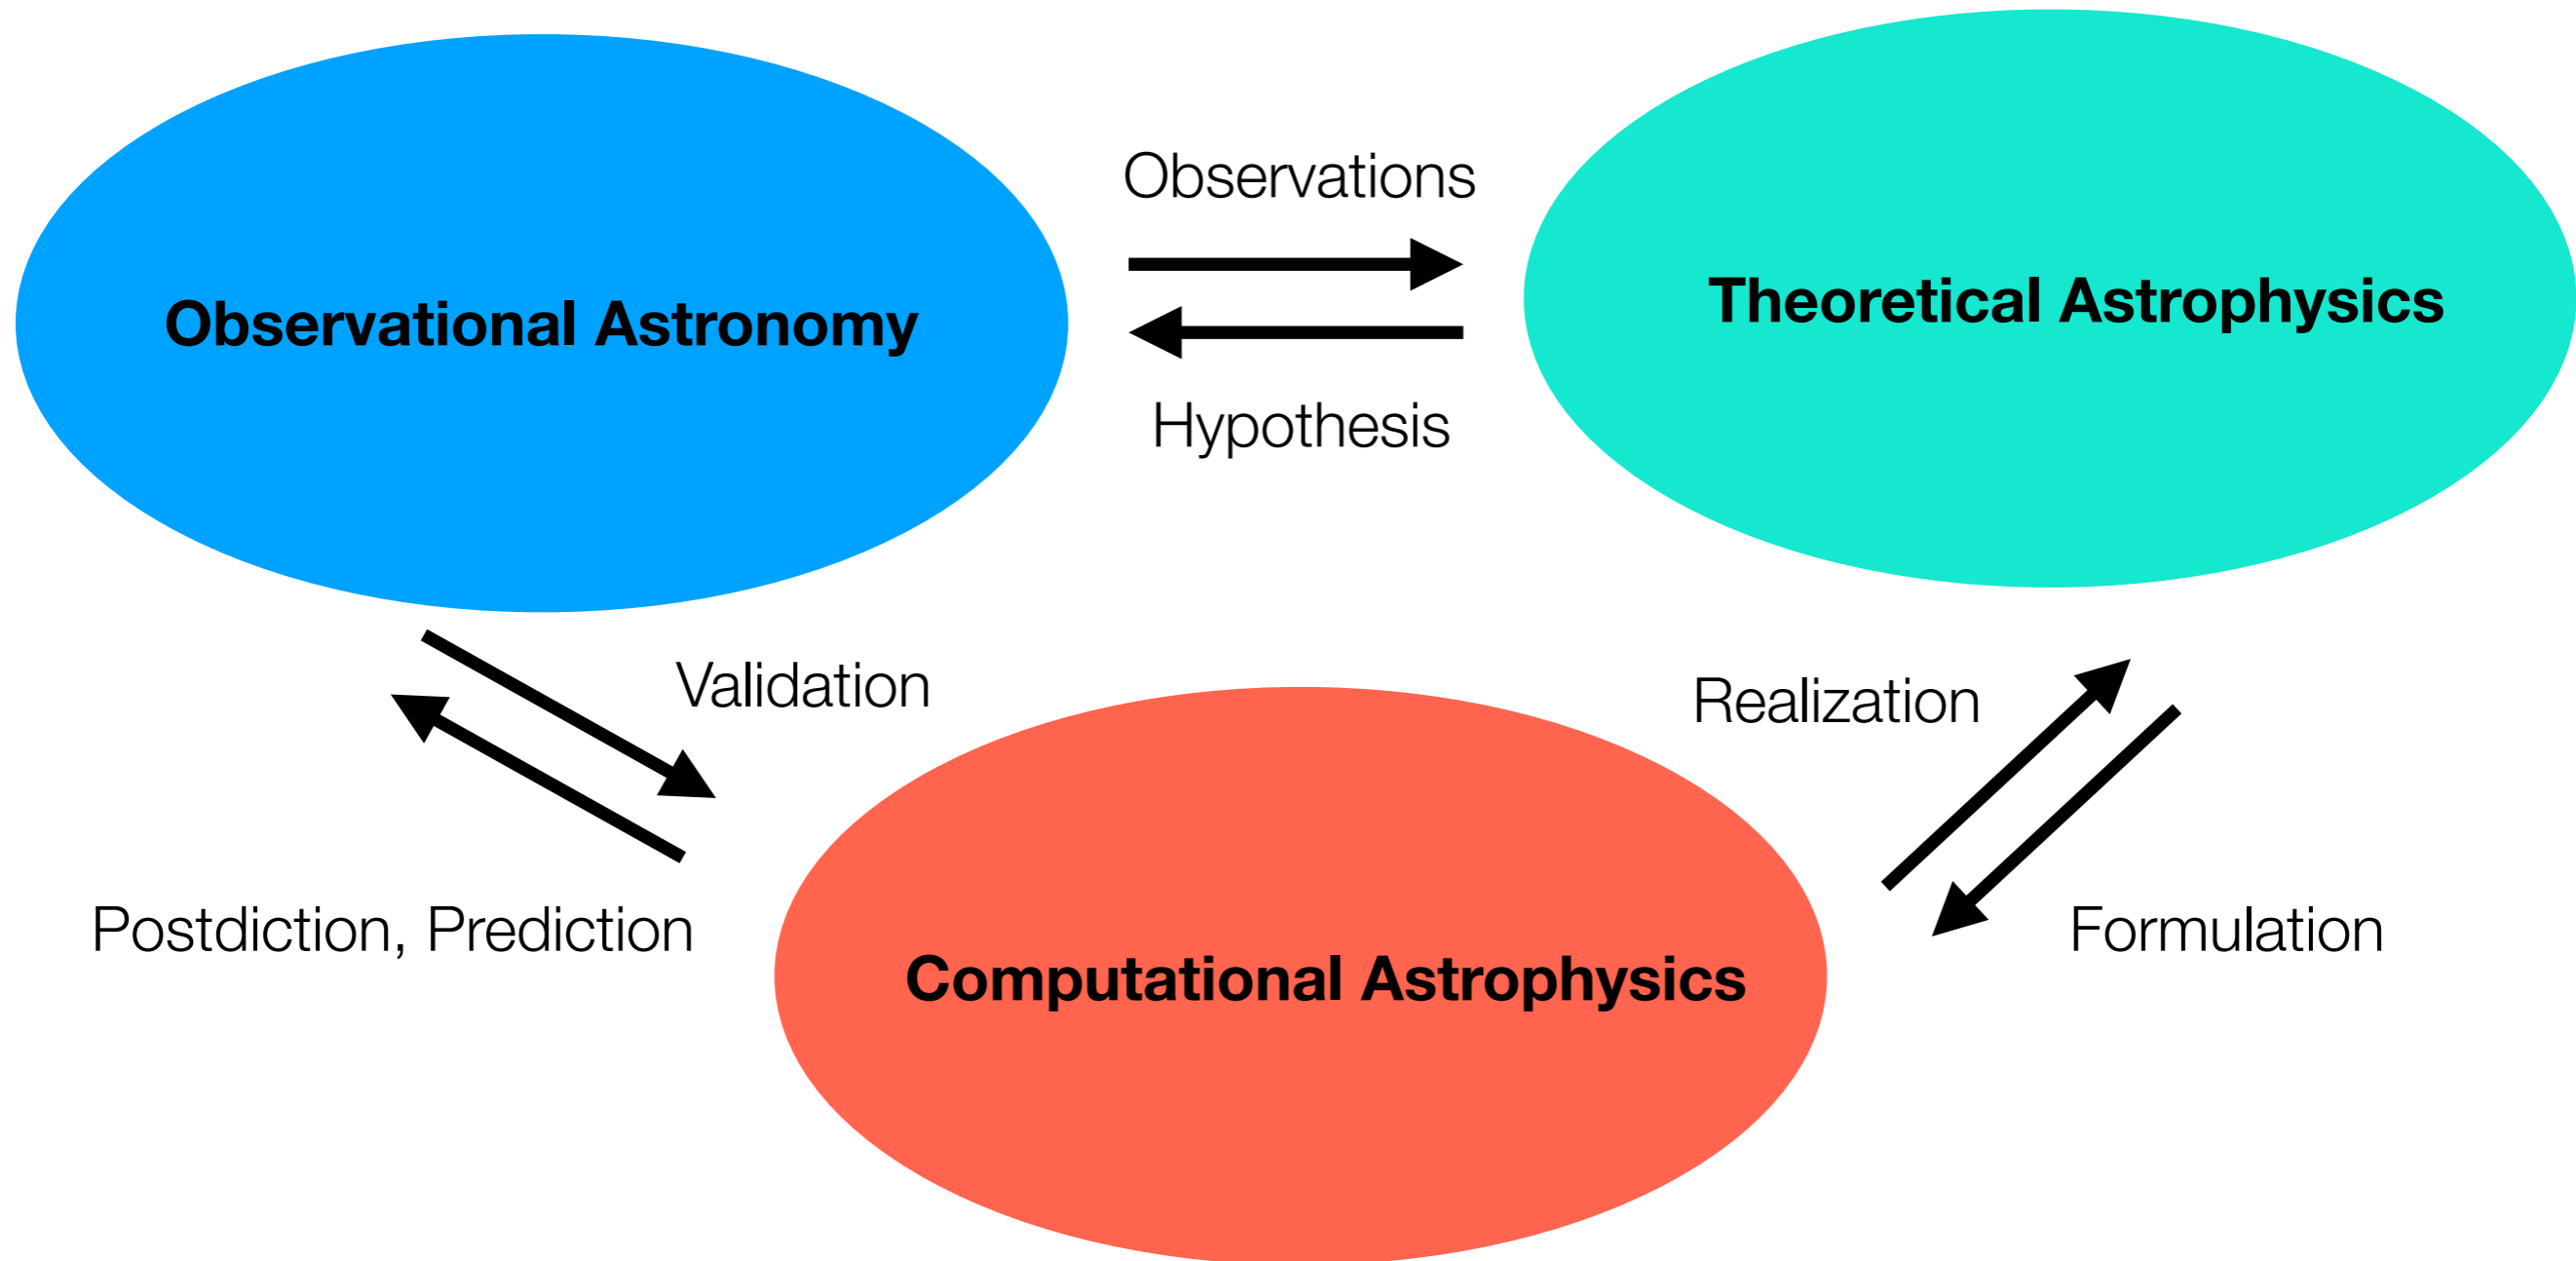 Observations
Observational Astronomy
Theoretical Astrophysics
Hypothesis
Validation
Realization
Postdiction, Prediction
Formulation
Computational Astrophysics